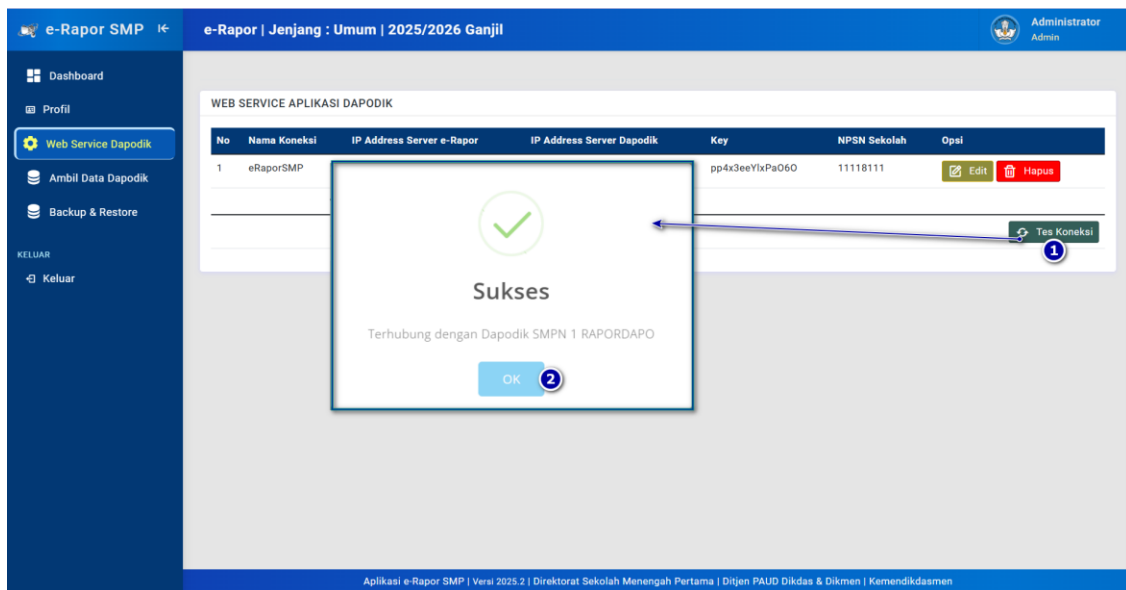 e-Rapor SMP
e-Rapor | Jenjang : Umum | 2025/2026 Ganjil
Administrator
Admin
Dashboard
Profil
Web Service Dapodik
Ambil Data Dapodik
Backup & Restore
KELUAR
Keluar
WEB SERVICE APLIKASI DAPODIK
No Nama Koneksi IP Address Server e-Rapor IP Address Server Dapodik Key NPSN Sekolah Opsi
1 eRaporSMP pp4x3eeYlxPaO6O 11118111 Edit Hapus
Tes Koneksi
1
Sukses
Terhubung dengan Dapodik SMPN 1 RAPORDAPO
OK 2
Aplikasi e-Rapor SMP | Versi 2025.2 | Direktorat Sekolah Menengah Pertama | Ditjen PAUD Dikdas & Dikmen | Kemendikdasmen